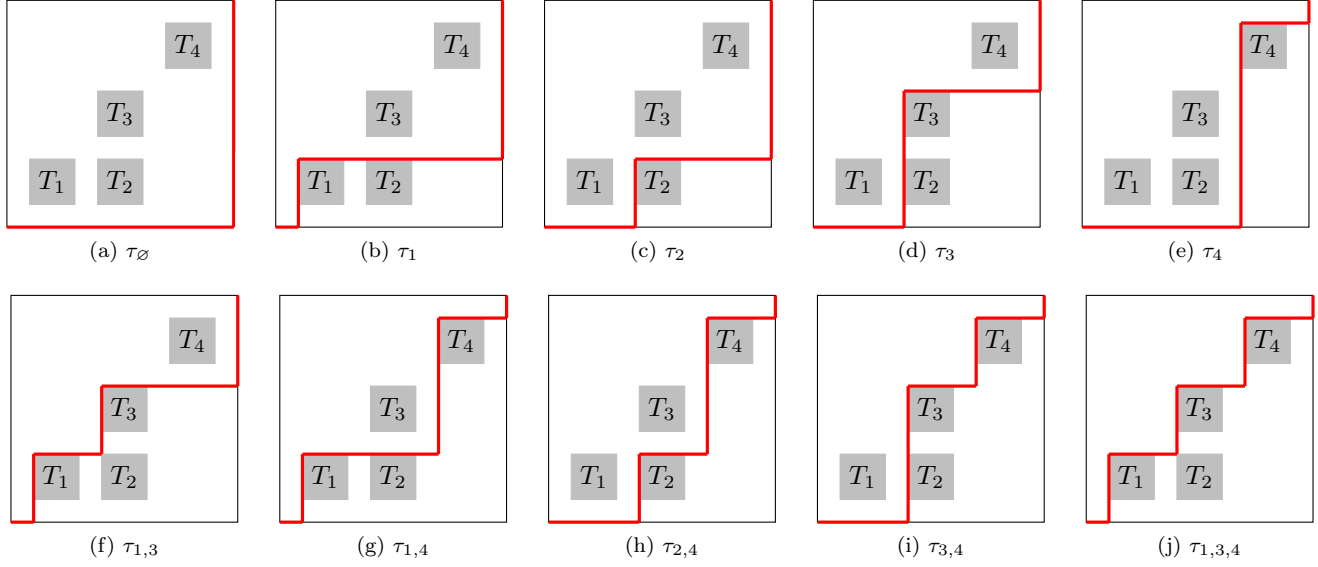 T₄ T₄ T₄ T₄ T₄
T₃ T₃ T₃ T₃ T₃
T₁ T₂ T₁ T₂ T₁ T₂ T₁ T₂ T₁ T₂
(a) τ∅ (b) τ₁ (c) τ₂ (d) τ₃ (e) τ₄
T₄ T₄ T₄ T₄ T₄
T₃ T₃ T₃ T₃ T₃
T₁ T₂ T₁ T₂ T₁ T₂ T₁ T₂ T₁ T₂
(f) τ₁,₃ (g) τ₁,₄ (h) τ₂,₄ (i) τ₃,₄ (j) τ₁,₃,₄